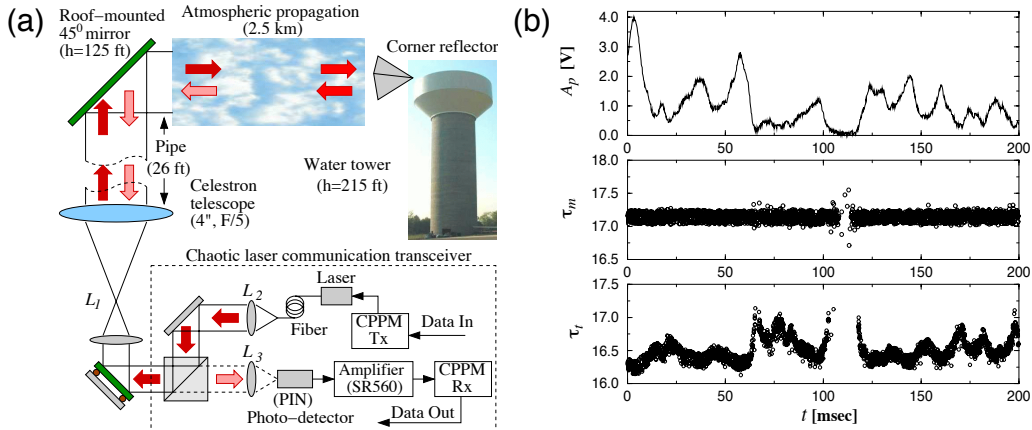 (a)
Roof−mounted
45⁰ mirror
(h=125 ft)
Atmospheric propagation
(2.5 km)
Corner reflector
Pipe
(26 ft)
Water tower
(h=215 ft)
Celestron
telescope
(4", F/5)
L1
Chaotic laser communication transceiver
Laser
L2
Fiber
CPPM
Tx
Data In
L3
(PIN)
Photo−detector
Amplifier
(SR560)
CPPM
Rx
Data Out
(b)
Ap [V]
4.0
3.0
2.0
1.0
0.0
0 50 100 150 200
τm
18.0
17.5
17.0
16.5
0 50 100 150 200
τt
17.5
17.0
16.5
16.0
0 50 100 150 200
t [msec]